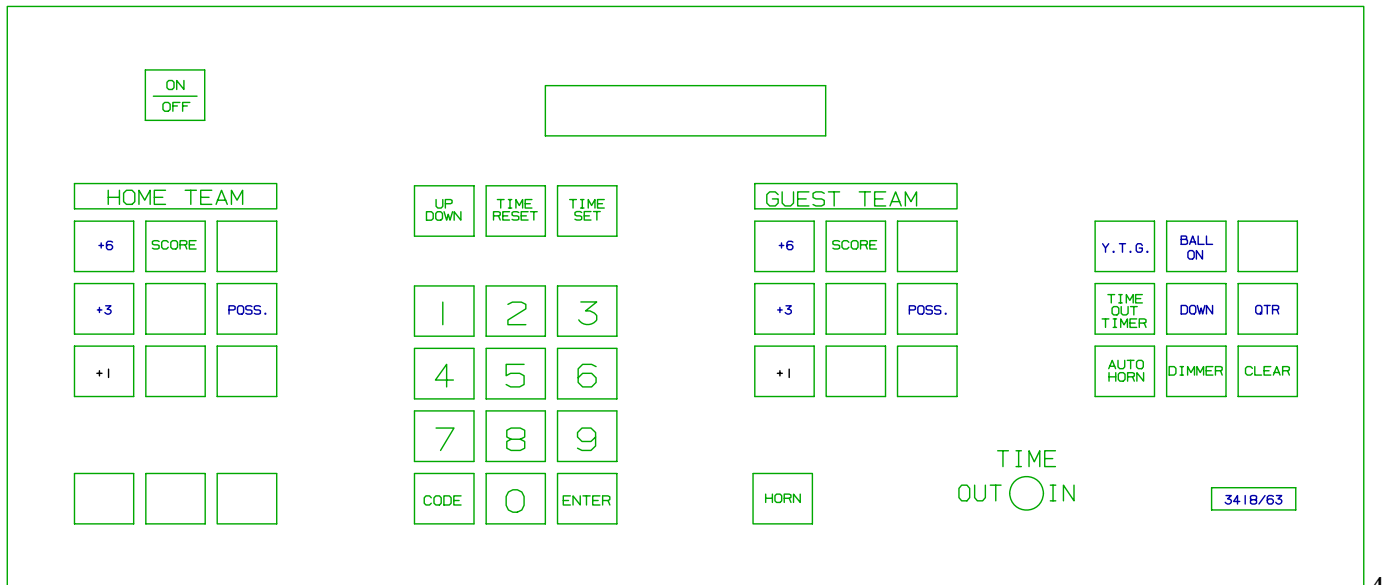 ON
OFF
HOME TEAM
UP
DOWN
TIME
RESET
TIME
SET
GUEST TEAM
+6
SCORE
+6
SCORE
Y.T.G.
BALL
ON
+3
POSS.
1
2
3
+3
POSS.
TIME
OUT
TIMER
DOWN
QTR
+1
4
5
6
+1
AUTO
HORN
DIMMER
CLEAR
7
8
9
TIME
OUT
IN
CODE
0
ENTER
HORN
3418/63